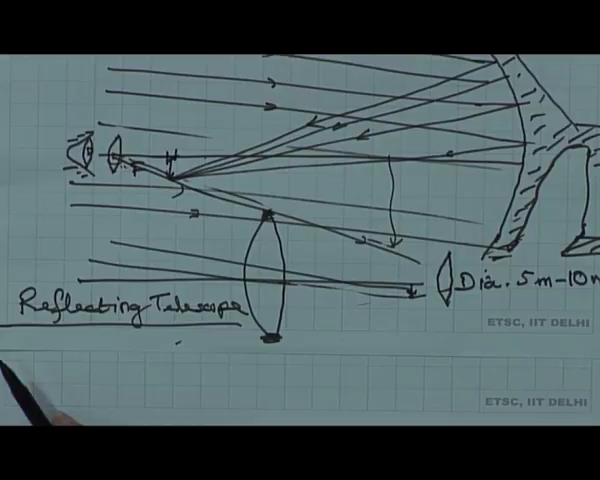 Dia. 5m-10m
Reflecting Telescope
ETSC, IIT DELHI
ETSC, IIT DELHI